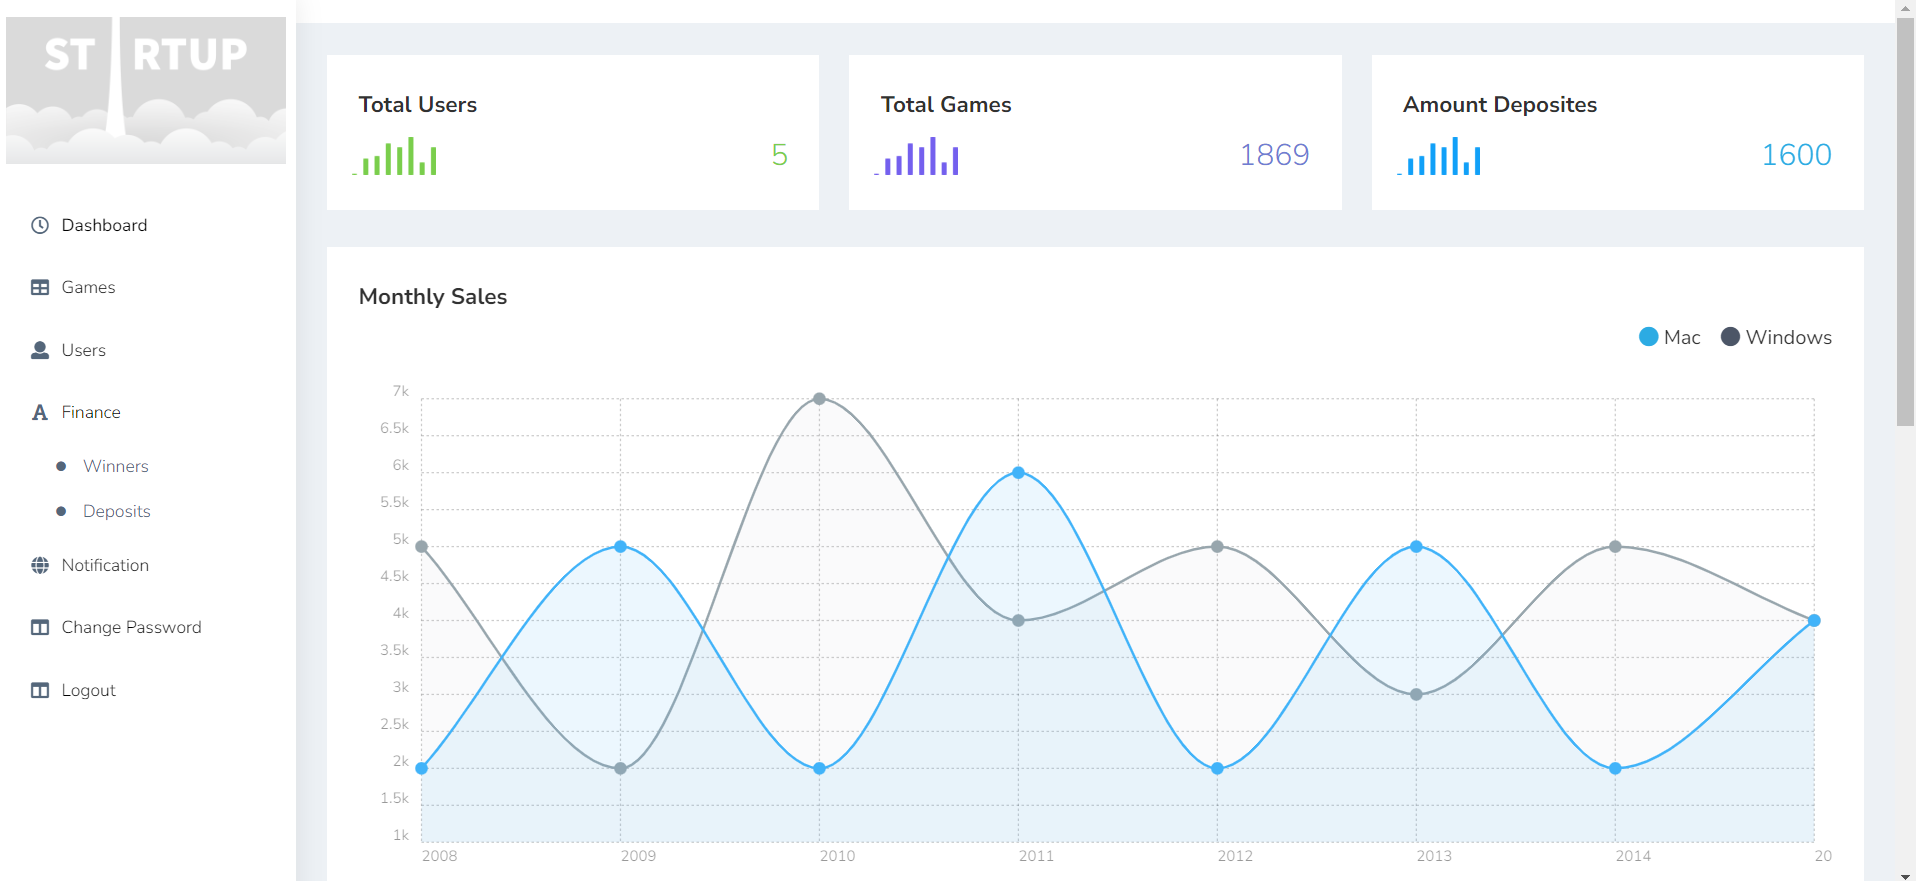 ST RTUP
Dashboard
Games
Users
Finance
Winners
Deposits
Notification
Change Password
Logout
Total Users
5
Total Games
1869
Amount Deposites
1600
Monthly Sales
Mac
Windows
7k
6.5k
6k
5.5k
5k
4.5k
4k
3.5k
3k
2.5k
2k
1.5k
1k
2008 2009 2010 2011 2012 2013 2014 20